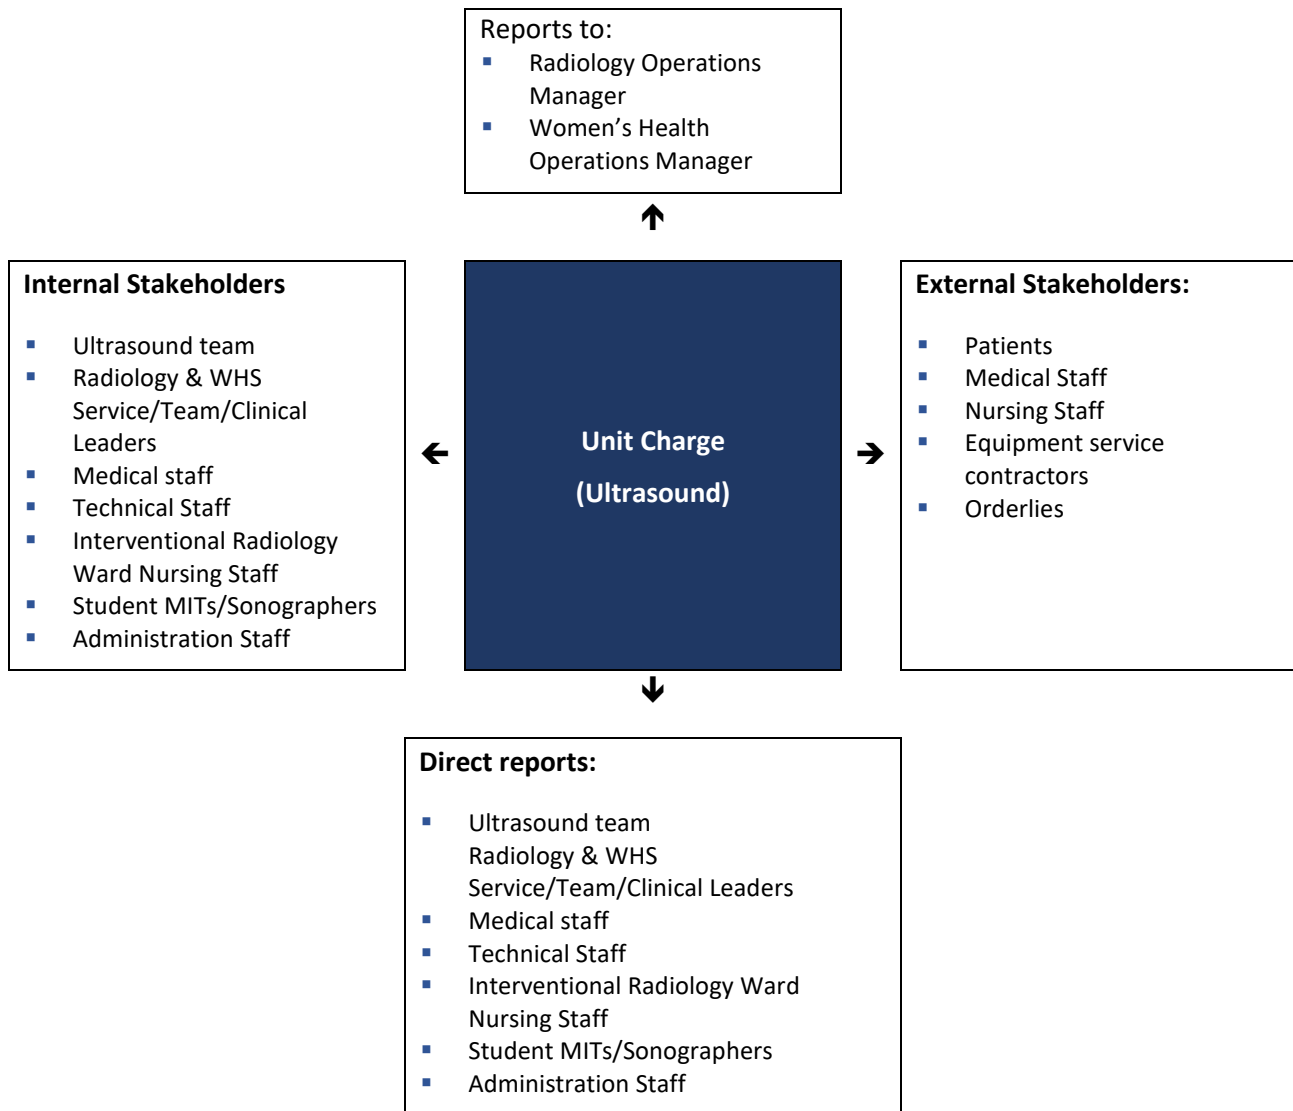 Reports to:
▪ Radiology Operations
Manager
▪ Women’s Health
Operations Manager
Internal Stakeholders
▪ Ultrasound team
▪ Radiology & WHS
Service/Team/Clinical
Leaders
▪ Medical staff
▪ Technical Staff
▪ Interventional Radiology
Ward Nursing Staff
▪ Student MITs/Sonographers
▪ Administration Staff
Unit Charge
(Ultrasound)
External Stakeholders:
▪ Patients
▪ Medical Staff
▪ Nursing Staff
▪ Equipment service
contractors
▪ Orderlies
Direct reports:
▪ Ultrasound team
Radiology & WHS
Service/Team/Clinical Leaders
▪ Medical staff
▪ Technical Staff
▪ Interventional Radiology Ward
Nursing Staff
▪ Student MITs/Sonographers
▪ Administration Staff